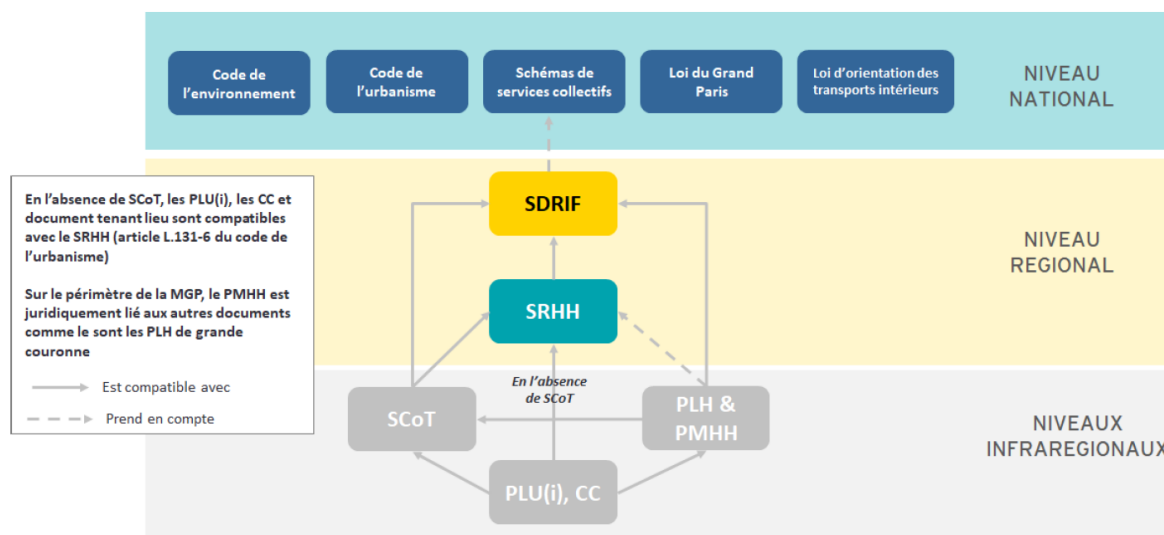 Code de
l'environnement
Code de
l'urbanisme
Schémas de
services collectifs
Loi du Grand
Paris
Loi d'orientation des
transports intérieurs
NIVEAU
NATIONAL
En l'absence de SCoT, les PLU(i), les CC et
document tenant lieu sont compatibles
avec le SRHH (article L.131-6 du code de
l'urbanisme)
Sur le périmètre de la MGP, le PMHH est
juridiquement lié aux autres documents
comme le sont les PLH de grande
couronne
Est compatible avec
Prend en compte
SDRIF
NIVEAU
REGIONAL
SRHH
En l'absence
de SCoT
SCoT
PLH &
PMHH
NIVEAUX
INFRAREGIONAUX
PLU(i), CC